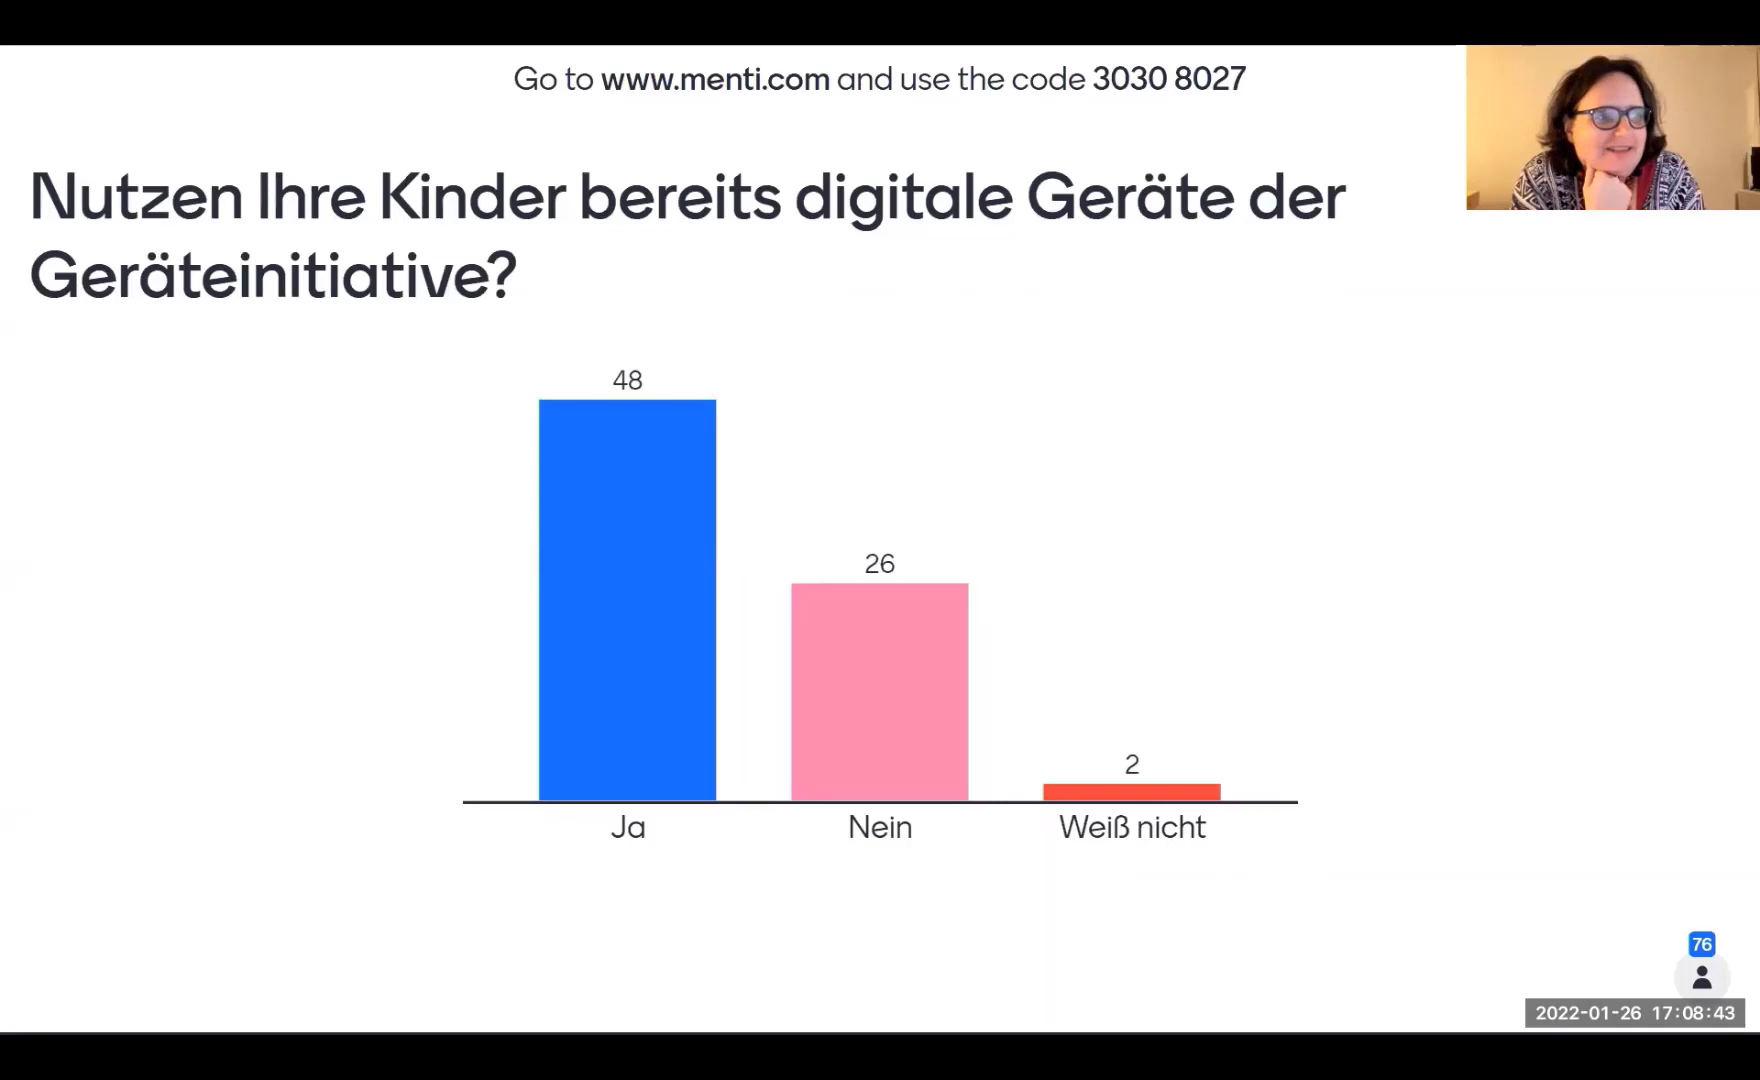 Go to www.menti.com and use the code 3030 8027
Nutzen Ihre Kinder bereits digitale Geräte der
Geräteinitiative?
48
26
2
Ja
Nein
Weiß nicht
76
2022-01-26 17:08:43